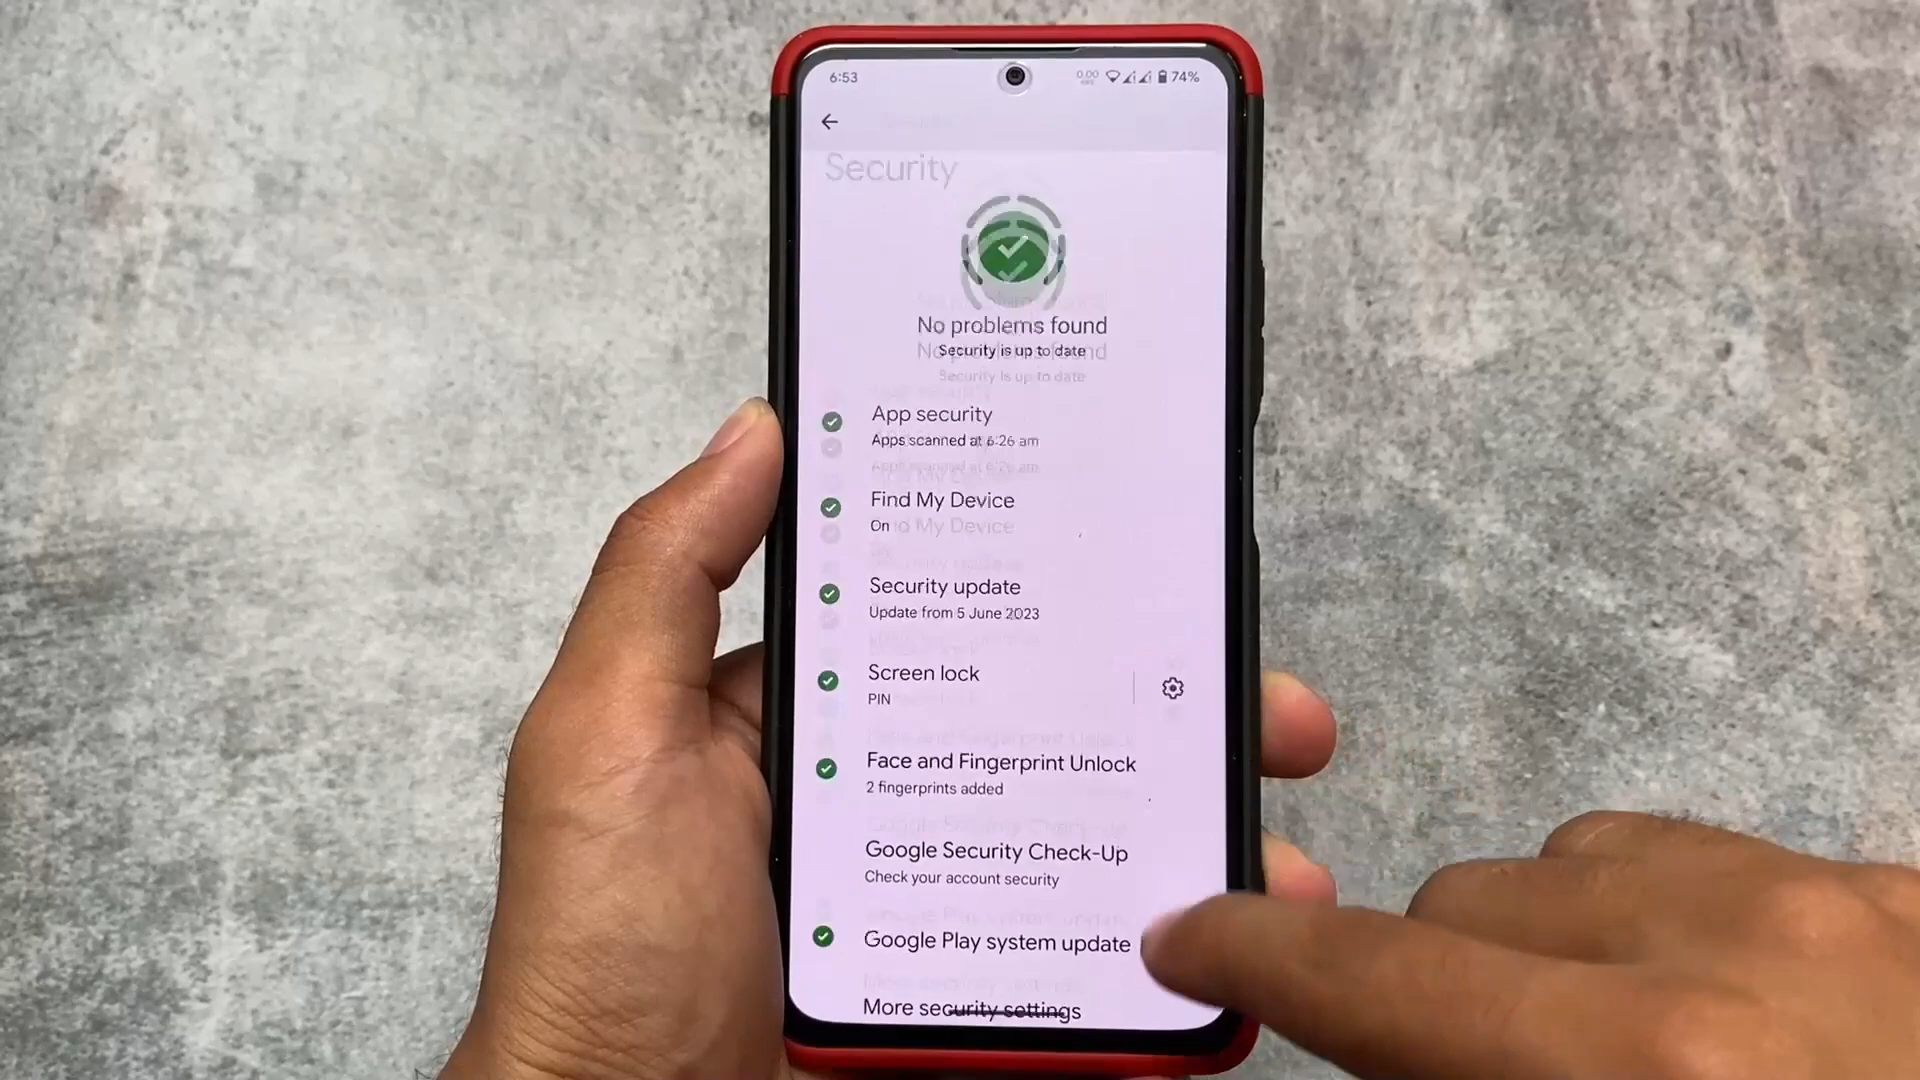 6:53
0.00
74%
Security
No problems found
Security is up to date
App security
Apps scanned at 6:26 am
Find My Device
On
Security update
Update from 5 June 2023
Screen lock
PIN
Face and Fingerprint Unlock
2 fingerprints added
Google Security Check-Up
Check your account security
Google Play system update
More security settings